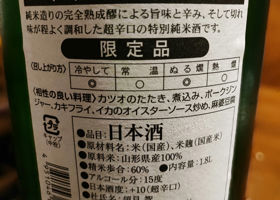 純米造りの完全熟成醪による旨味と辛み、そして切れ
味が程よく調和した超辛口の特別純米酒です。
限定品
〈召し上がり方〉 冷やして 常温 ぬる燗 熱燗
◎ ○ ◎ ○
〈相性の良い料理〉カツオのたたき、煮込み、ポークジン
ジャー、カキフライ、イカのオイスターソース炒め、麻婆豆腐
●品目:日本酒
●原材料名:米(国産米)、米麹(国産米)
●原料米:山形県産100%
●精米歩合:60% ●内容量:1.8L
●アルコール分:15度
●日本酒度:+10(超辛口)